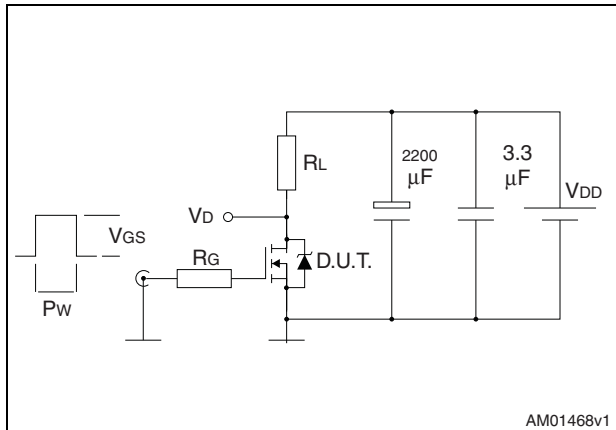 2200
μF
3.3
μF
VDD
RL
VD
VGS
RG
D.U.T.
PW
AM01468v1